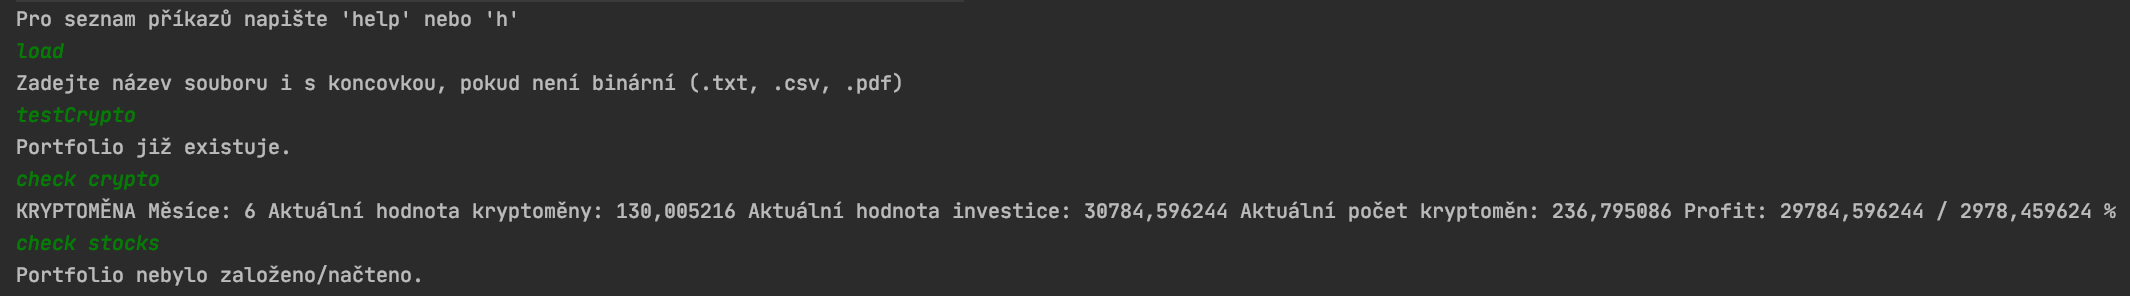 Pro seznam příkazů napište 'help' nebo 'h'
load
Zadejte název souboru i s koncovkou, pokud není binární (.txt, .csv, .pdf)
testCrypto
Portfolio již existuje.
check crypto
KRYPTOMĚNA Měsíce: 6 Aktuální hodnota kryptoměny: 130,005216 Aktuální hodnota investice: 30784,596244 Aktuální počet kryptoměn: 236,795086 Profit: 29784,596244 / 2978,459624 %
check stocks
Portfolio nebylo založeno/načteno.